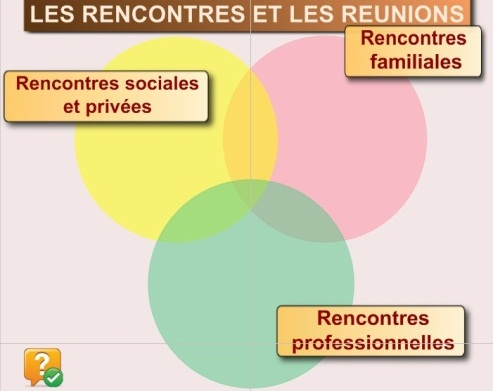 LES RENCONTRES ET LES REUNIONS
Rencontres
familiales
Rencontres sociales
et privées
Rencontres
professionnelles
?